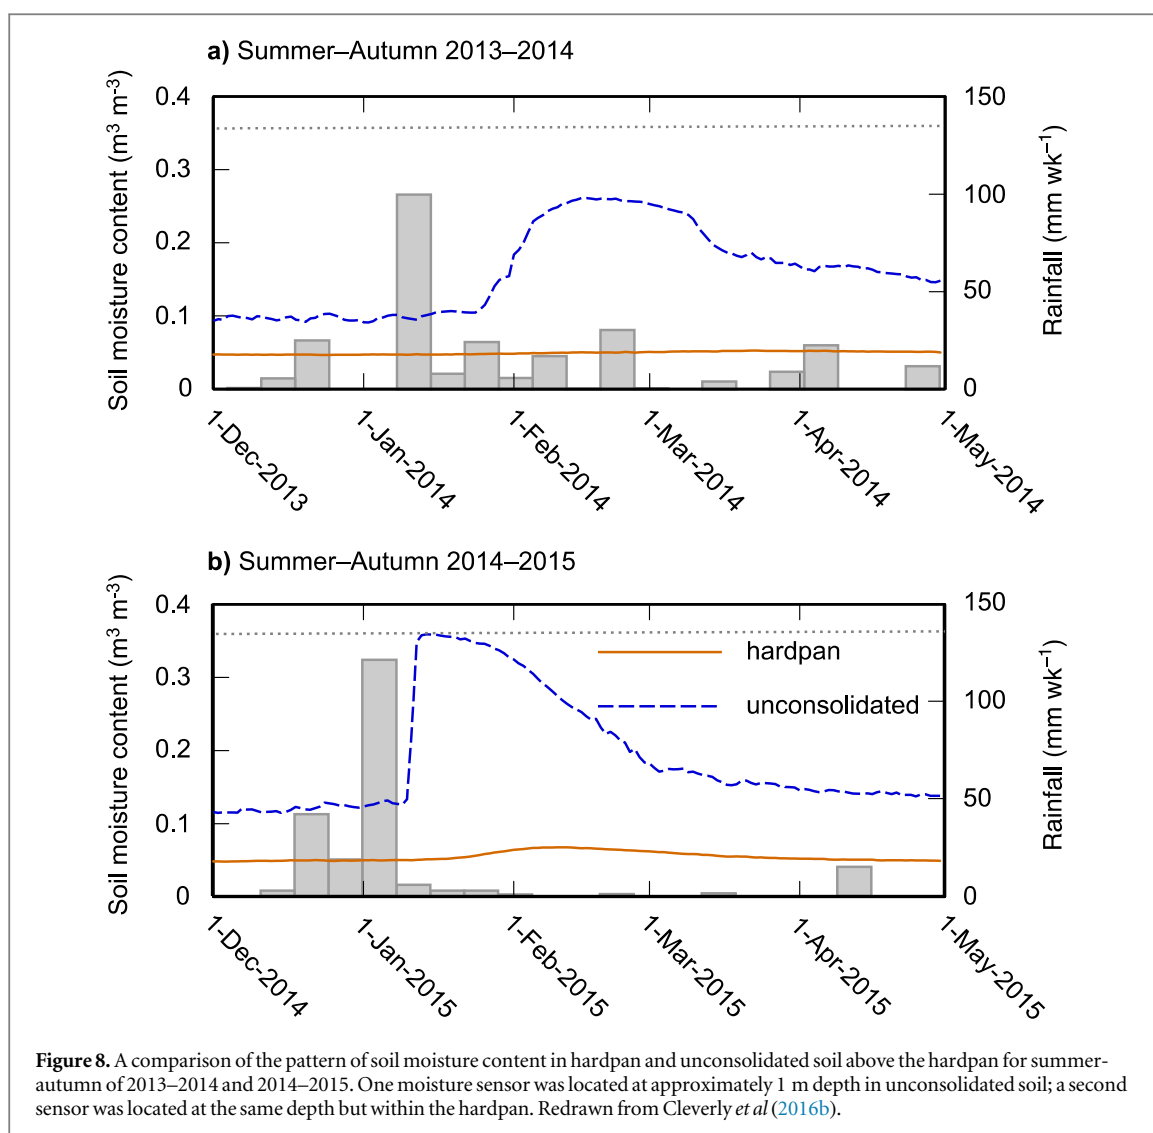 a) Summer–Autumn 2013–2014
Soil moisture content (m³ m⁻³)
0.4
0.3
0.2
0.1
0
150
100
50
0
Rainfall (mm wk⁻¹)
1-Dec-2013
1-Jan-2014
1-Feb-2014
1-Mar-2014
1-Apr-2014
1-May-2014
b) Summer–Autumn 2014–2015
Soil moisture content (m³ m⁻³)
0.4
0.3
0.2
0.1
0
hardpan
unconsolidated
150
100
50
0
Rainfall (mm wk⁻¹)
1-Dec-2014
1-Jan-2015
1-Feb-2015
1-Mar-2015
1-Apr-2015
1-May-2015
Figure 8. A comparison of the pattern of soil moisture content in hardpan and unconsolidated soil above the hardpan for summer-
autumn of 2013–2014 and 2014–2015. One moisture sensor was located at approximately 1 m depth in unconsolidated soil; a second
sensor was located at the same depth but within the hardpan. Redrawn from Cleverly et al (2016b).